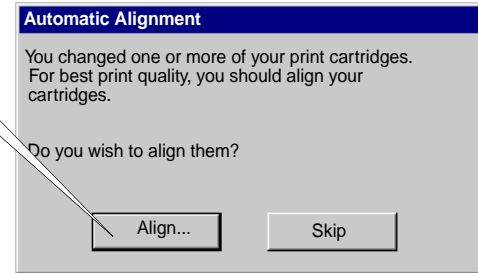 Automatic Alignment
You changed one or more of your print cartridges.
For best print quality, you should align your
cartridges.
Do you wish to align them?
Align...
Skip